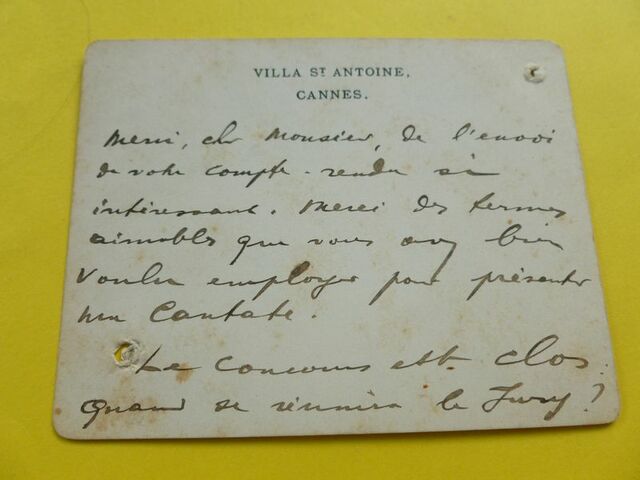 VILLA ST ANTOINE,
CANNES.
Merci, chr Monsieur, de l'envoi
de votre compte-rendu si
intéressant. Merci des termes
aimables que vous avez bien
voulu employer pour présenter
ma Cantate.
Le concours est clos.
Quand se réunira le Jury?